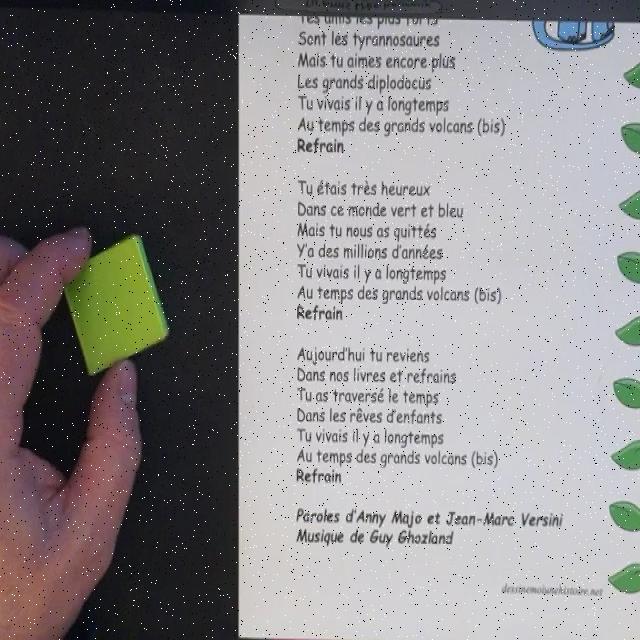 Tes amis les plus forts
Sont les tyrannosaures
Mais tu aimes encore plus
Les grands diplodocus
Tu vivais il y a longtemps
Au temps des grands volcans (bis)
Refrain
Tu étais très heureux
Dans ce monde vert et bleu
Mais tu nous as quittés
Y'a des millions d'années
Tu vivais il y a longtemps
Au temps des grands volcans (bis)
Refrain
Aujourd'hui tu reviens
Dans nos livres et refrains
Tu as traversé le temps
Dans les rêves d'enfants
Tu vivais il y a longtemps
Au temps des grands volcans (bis)
Refrain
Paroles d'Anny Majo et Jean-Marc Versini
Musique de Guy Ghozland
dessinemoiunehistoire.net